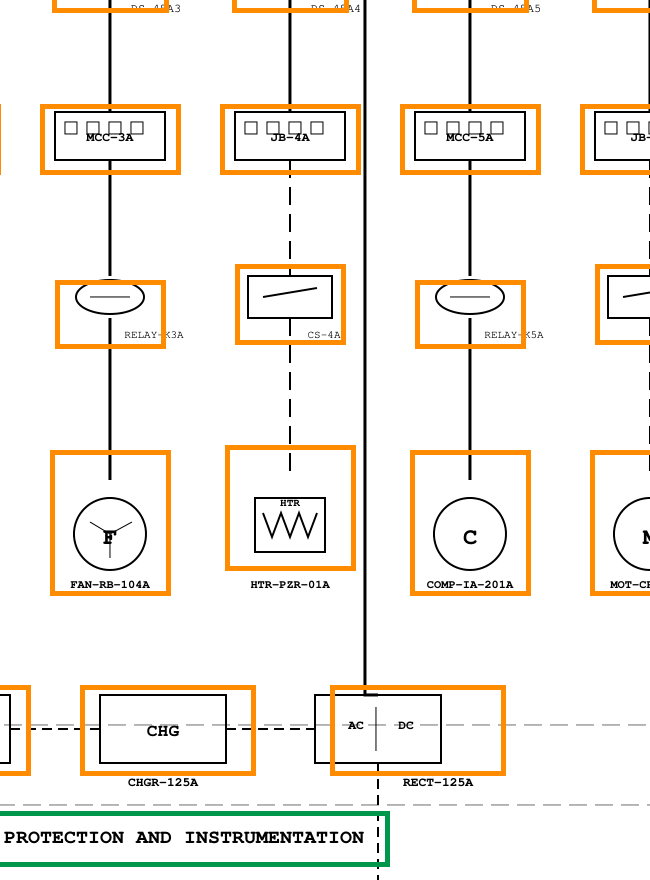 MCC-3A
JB-4A
MCC-5A
RELAY-K3A
CS-4A
RELAY-K5A
HTR
F
C
FAN-RB-104A
HTR-PZR-01A
COMP-IA-201A
AC
DC
CHG
CHGR-125A
RECT-125A
PROTECTION AND INSTRUMENTATION